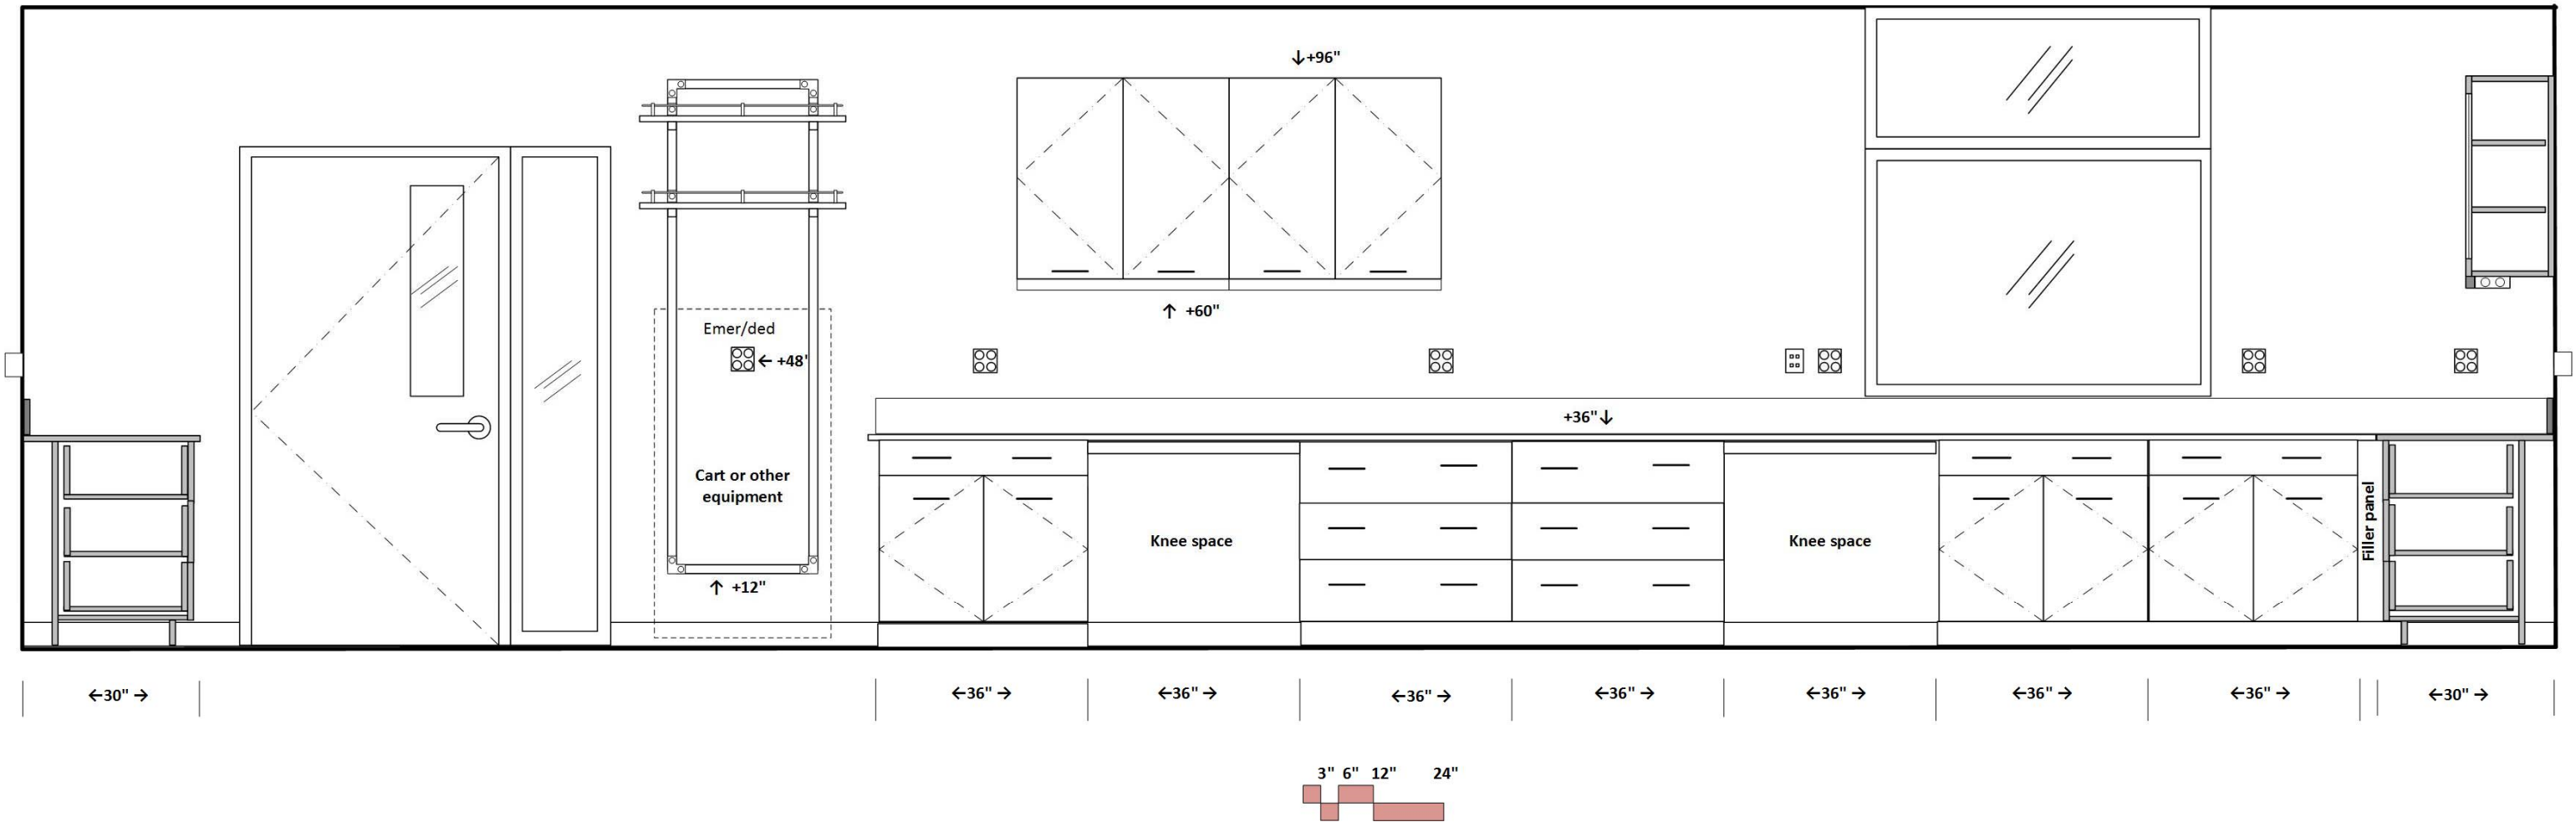 ↓+96"
↑ +60"
Emer/ded
← +48'
+36"↓
Cart or other
equipment
Knee space
Knee space
Filler panel
↑ +12"
←30" →
←36" →
←36" →
←36" →
←36" →
←36" →
←36" →
←36" →
←30" →
3" 6" 12" 24"